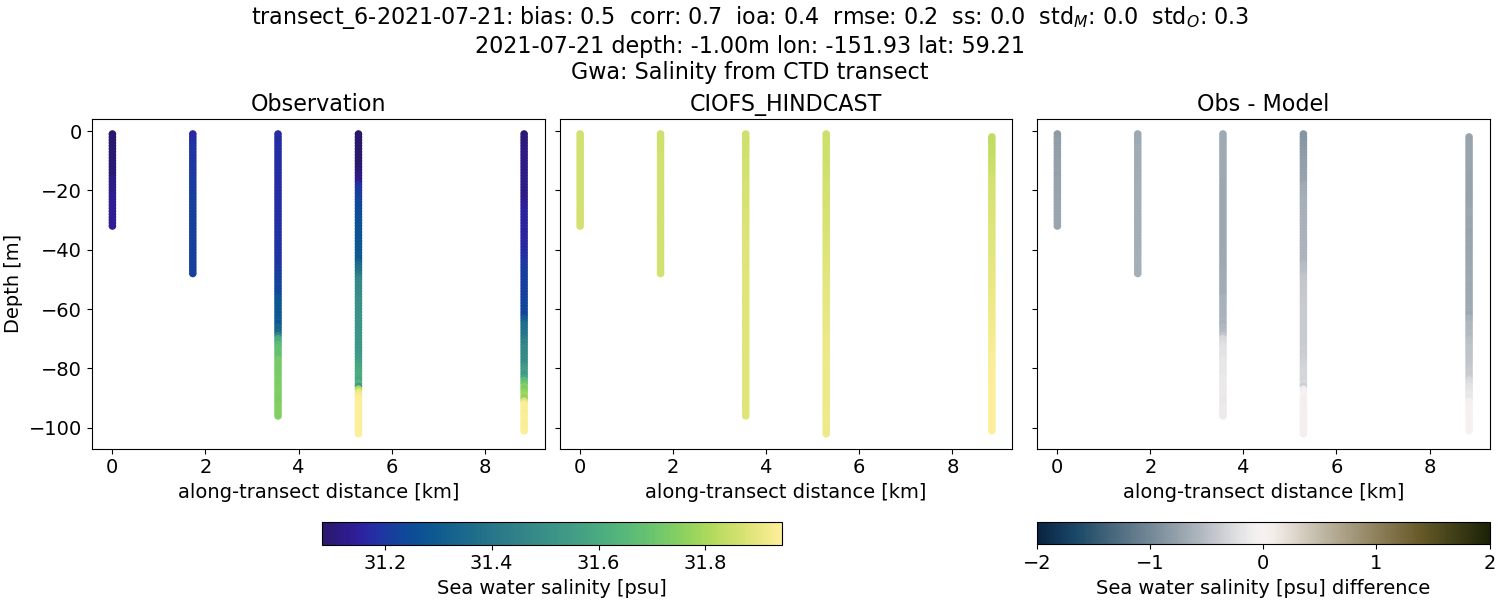 transect_6-2021-07-21: bias: 0.5  corr: 0.7  ioa: 0.4  rmse: 0.2  ss: 0.0  std_M: 0.0  std_O: 0.3
2021-07-21 depth: -1.00m lon: -151.93 lat: 59.21
Gwa: Salinity from CTD transect
Observation
CIOFS_HINDCAST
Obs - Model
Depth [m]
0
−20
−40
−60
−80
−100
0 2 4 6 8
0 2 4 6 8
0 2 4 6 8
along-transect distance [km]
along-transect distance [km]
along-transect distance [km]
31.2 31.4 31.6 31.8
Sea water salinity [psu]
−2 −1 0 1 2
Sea water salinity [psu] difference